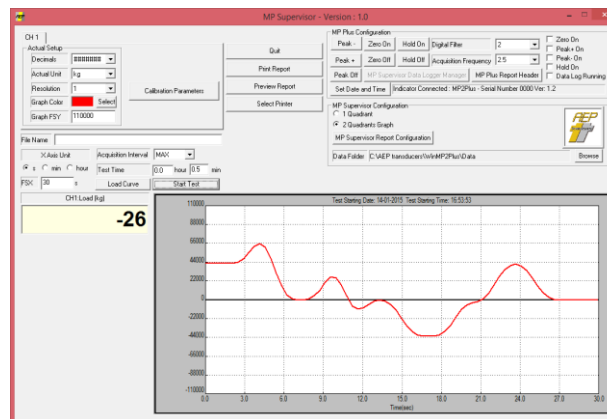 MP Supervisor - Version : 1.0
CH 1
Actual Setup
Decimals
Actual Unit kg
Resolution 1
Graph Color Select
Graph FSY 110000
Calibration Parameters
Quit
Print Report
Preview Report
Select Printer
MP Plus Configuration
Peak - Zero On Hold On Digital Filter 2
Peak + Zero Off Hold Off Acquisition Frequency 2.5
Peak Off MP Supervisor Data Logger Manager MP Plus Report Header
Set Date and Time Indicator Connected : MP2Plus - Serial Number 0000 Ver: 1.2
Zero On
Peak+ On
Peak- On
Hold On
Data Log Running
MP Supervisor Configuration
1 Quadrant
2 Quadrants Graph
MP Supervisor Report Configuration
AEP
transducers
Data Folder C:\AEP transducers\WinMP2Plus\Data Browse
File Name
X Axis Unit Acquisition Interval MAX
s min hour Test Time 0.0 hour 0.5 min
FSX 30 s Load Curve Start Test
CH1:Load [kg]
-26
Test Starting Date: 14-01-2015 Test Starting Time: 16:53:53
110000
88000
66000
44000
22000
0
-22000
-44000
-66000
-88000
-110000
0.0 3.0 6.0 9.0 12.0 15.0 18.0 21.0 24.0 27.0 30.0
Time(sec)